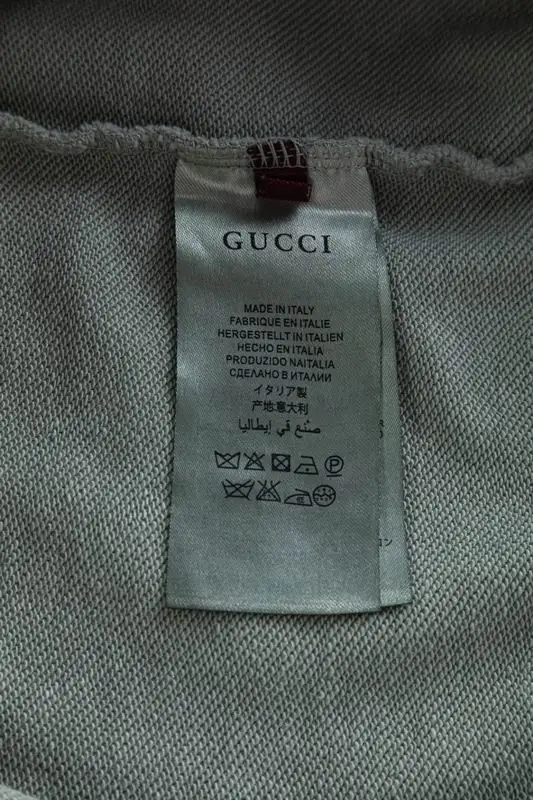 GUCCI
MADE IN ITALY
FABRIQUE EN ITALIE
HERGESTELLT IN ITALIEN
HECHO EN ITALIA
PRODUZIDO NAITALIA
СДЕЛАНО В ИТАЛИИ
イタリア製
产地意大利
صنع في إيطاليا
P